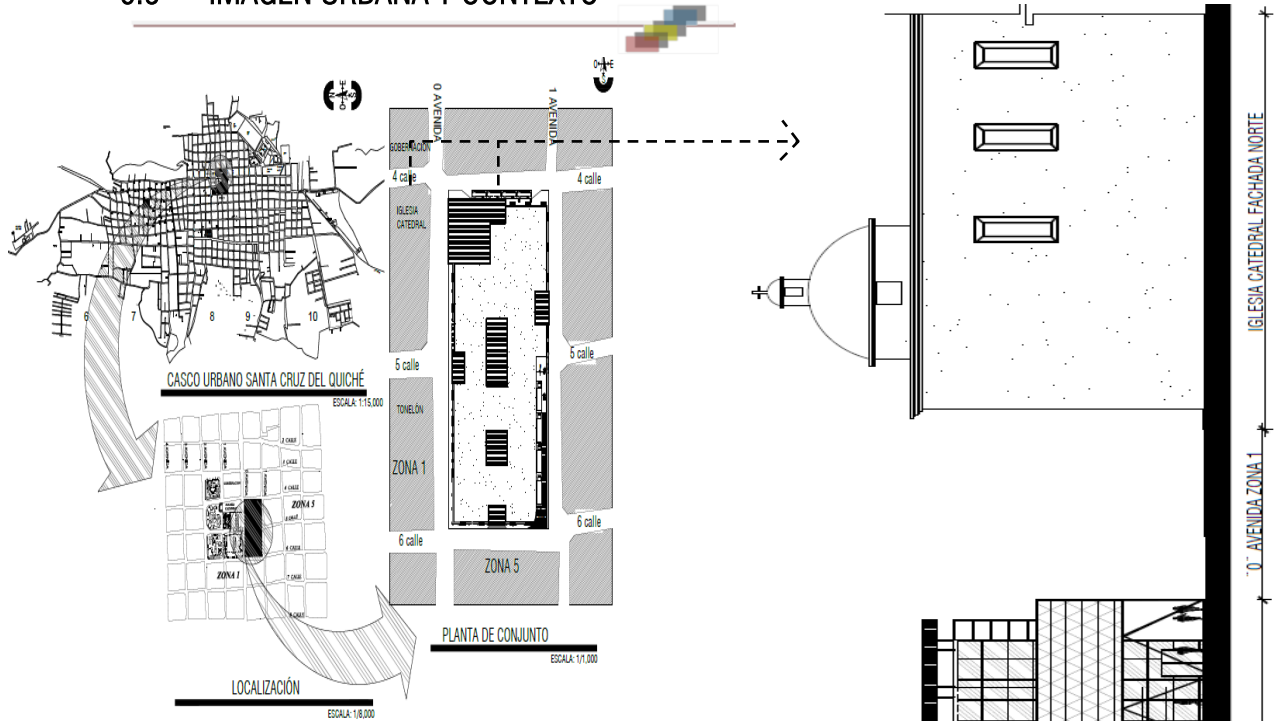 IMAGEN URBANA Y CONTEXTO
0 AVENIDA
1 AVENIDA
GOBERNACIÓN
4 calle
4 calle
IGLESIA
CATEDRAL
6
7
8
9
10
5 calle
5 calle
CASCO URBANO SANTA CRUZ DEL QUICHÉ
ESCALA: 1:15,000
TONELÓN
ZONA 1
6 calle
6 calle
ZONA 5
ZONA 5
ZONA 1
PLANTA DE CONJUNTO
ESCALA: 1/1,000
LOCALIZACIÓN
ESCALA: 1/8,000
IGLESIA CATEDRAL FACHADA NORTE
¨0¨ AVENIDA ZONA 1